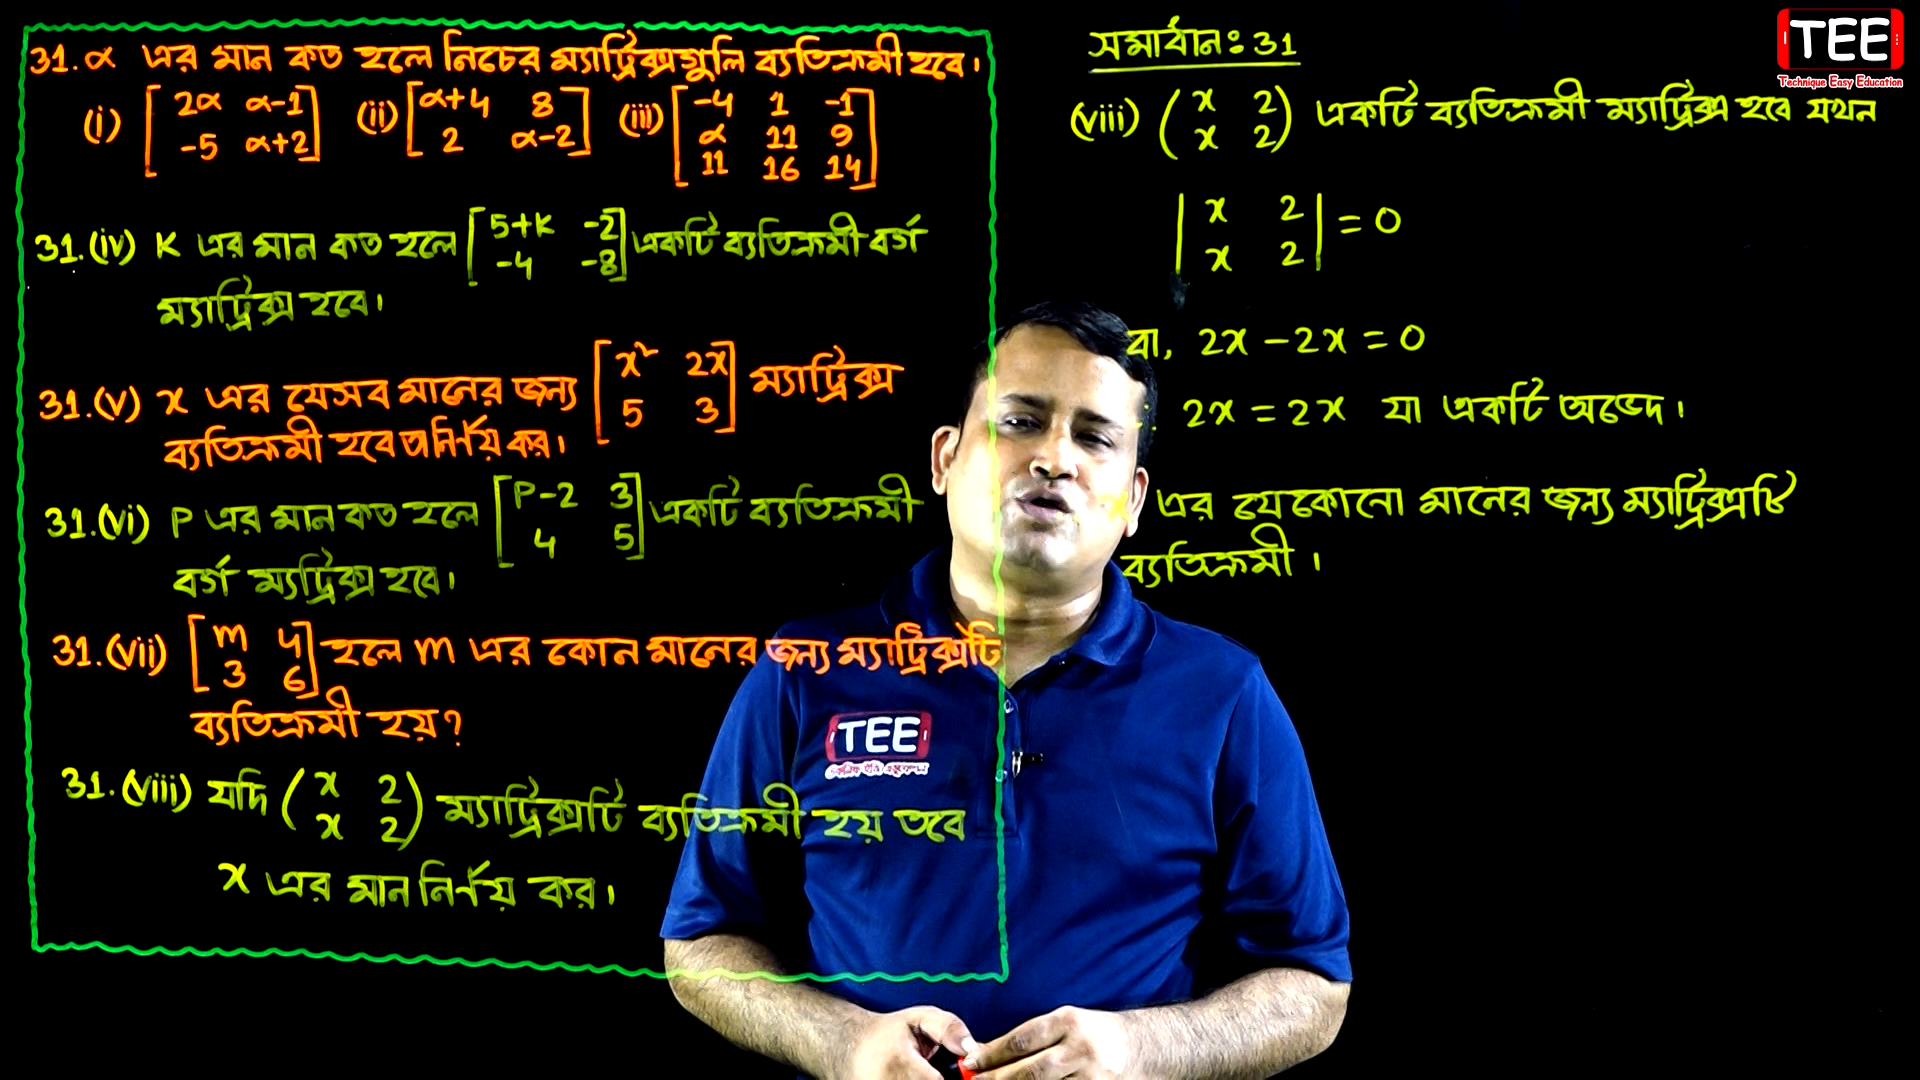 31. α এর মান কত হলে নিচের ম্যাট্রিক্সগুলি ব্যতিক্রমী হবে।
(i) [2α α-1] (ii) [α+4 8] (iii) [-4 1 -1]
-5 α+2 2 α-2 α 11 9
11 16 14
31.(iv) K এর মান কত হলে [5+K -2] একটি ব্যতিক্রমী বর্গ
-4 -8
ম্যাট্রিক্স হবে।
31.(v) x এর যেসব মানের জন্য [x² 2x] ম্যাট্রিক্স
5 3
ব্যতিক্রমী হবে তা নির্ণয় কর।
31.(vi) P এর মান কত হলে [P-2 3] একটি ব্যতিক্রমী
4 5
বর্গ ম্যট্রিক্স হবে।
31.(vii) [m 4] হলে m এর কোন মানের জন্য ম্যাট্রিক্সটি
3 6
ব্যতিক্রমী হয়?
31.(viii) যদি (x 2) ম্যাট্রিক্সটি ব্যতিক্রমী হয় তবে
x 2
x এর মান নির্ণয় কর।
সমাধান: 31
(viii) (x 2) একটি ব্যতিক্রমী ম্যাট্রিক্স হবে যখন
x 2
|x 2| = 0
x 2
বা, 2x - 2x = 0
2x = 2x যা একটি অভেদ।
এর যেকোনো মানের জন্য ম্যাট্রিক্সটি
ব্যতিক্রমী।
TEE
Technique Easy Education
TEE